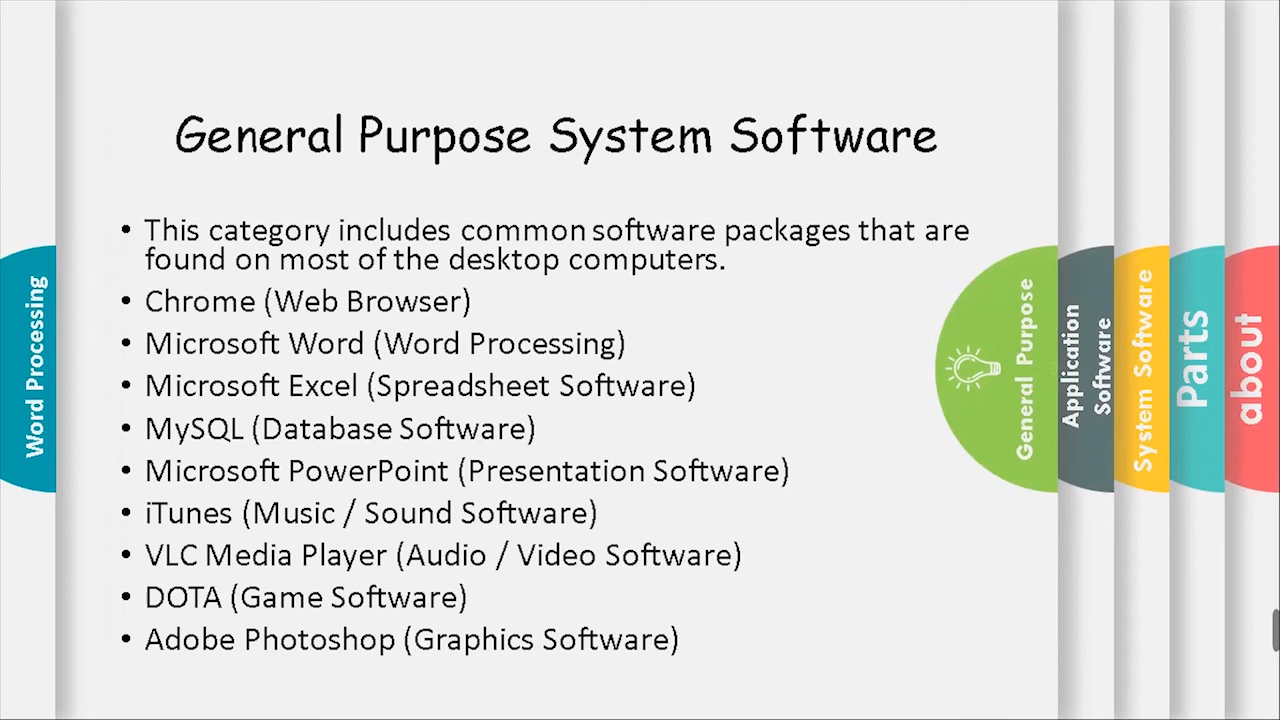 General Purpose System Software
• This category includes common software packages that are
found on most of the desktop computers.
• Chrome (Web Browser)
• Microsoft Word (Word Processing)
• Microsoft Excel (Spreadsheet Software)
• MySQL (Database Software)
• Microsoft PowerPoint (Presentation Software)
• iTunes (Music / Sound Software)
• VLC Media Player (Audio / Video Software)
• DOTA (Game Software)
• Adobe Photoshop (Graphics Software)
Word Processing
General Purpose
Application
Software
System Software
Parts
about